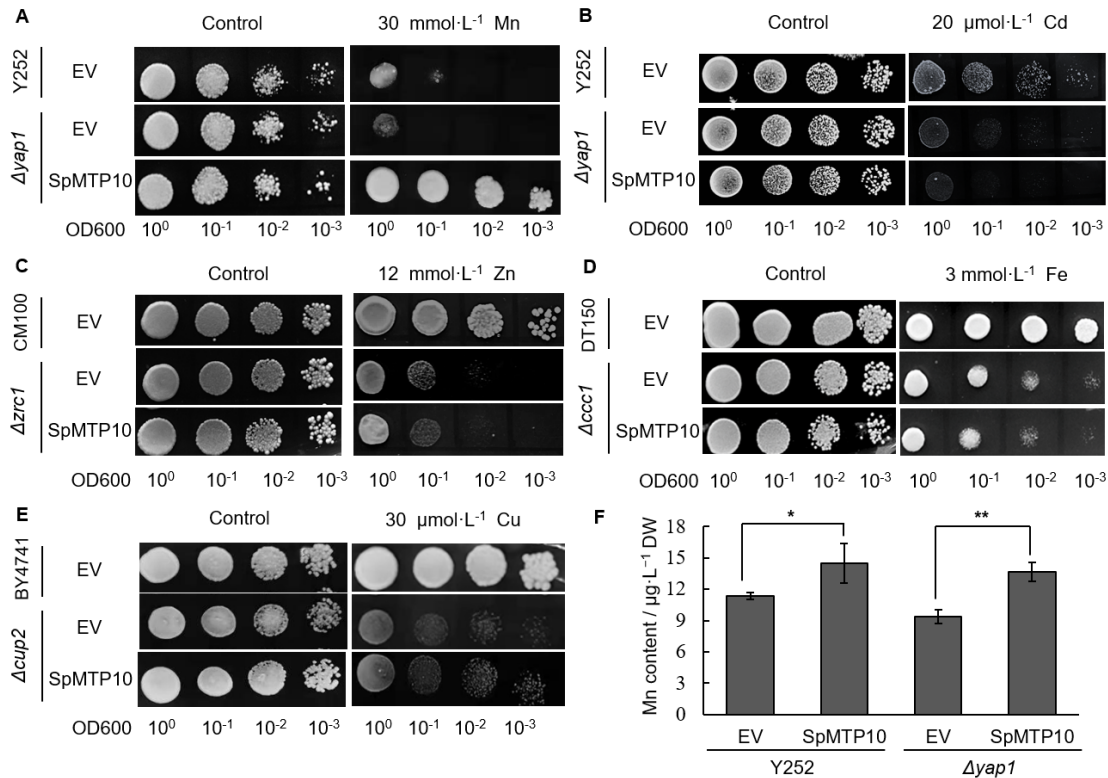 A
Control
30 mmol·L⁻¹ Mn
Y252
EV
Δyap1
EV
SpMTP10
OD600 10⁰ 10⁻¹ 10⁻² 10⁻³ 10⁰ 10⁻¹ 10⁻² 10⁻³
B
Control
20 µmol·L⁻¹ Cd
Y252
EV
Δyap1
EV
SpMTP10
OD600 10⁰ 10⁻¹ 10⁻² 10⁻³ 10⁰ 10⁻¹ 10⁻² 10⁻³
C
Control
12 mmol·L⁻¹ Zn
CM100
EV
Δzrc1
EV
SpMTP10
OD600 10⁰ 10⁻¹ 10⁻² 10⁻³ 10⁰ 10⁻¹ 10⁻² 10⁻³
D
Control
3 mmol·L⁻¹ Fe
DT150
EV
Δccc1
EV
SpMTP10
OD600 10⁰ 10⁻¹ 10⁻² 10⁻³ 10⁰ 10⁻¹ 10⁻² 10⁻³
E
Control
30 µmol·L⁻¹ Cu
BY4741
EV
Δcup2
EV
SpMTP10
OD600 10⁰ 10⁻¹ 10⁻² 10⁻³ 10⁰ 10⁻¹ 10⁻² 10⁻³
F
Mn content / µg·L⁻¹ DW
18
15
12
9
6
3
0
*
**
EV SpMTP10 EV SpMTP10
Y252 Δyap1